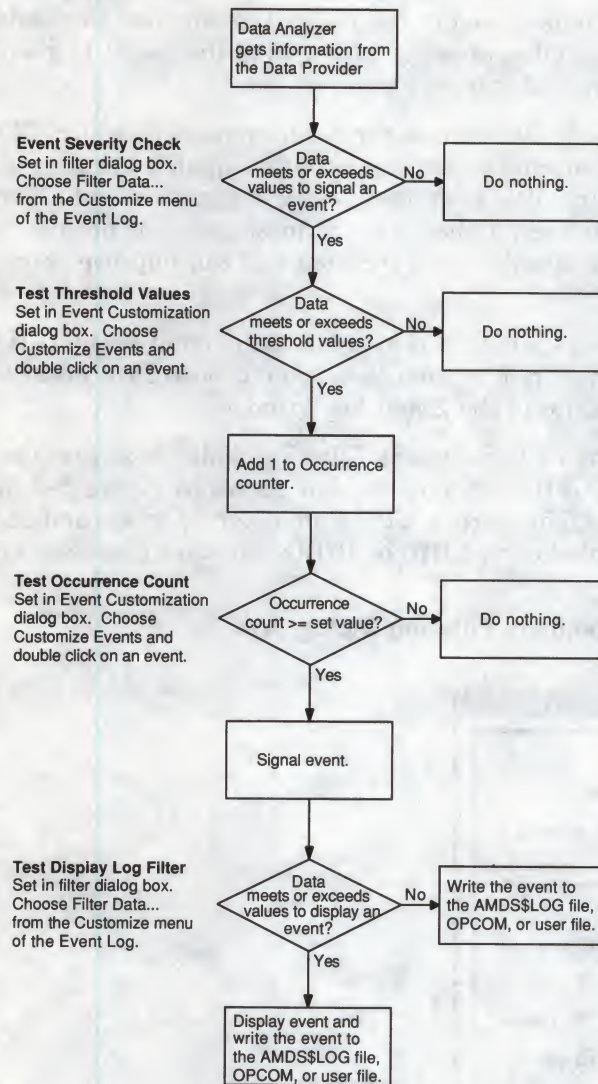 Data Analyzer
gets information from
the Data Provider
Event Severity Check
Set in filter dialog box.
Choose Filter Data...
from the Customize menu
of the Event Log.
Data
meets or exceeds
values to signal an
event?
No
Do nothing.
Yes
Test Threshold Values
Set in Event Customization
dialog box. Choose
Customize Events and
double click on an event.
Data
meets or exceeds
threshold values?
No
Do nothing.
Yes
Add 1 to Occurrence
counter.
Test Occurrence Count
Set in Event Customization
dialog box. Choose
Customize Events and
double click on an event.
Occurrence
count >= set value?
No
Do nothing.
Yes
Signal event.
Test Display Log Filter
Set in filter dialog box.
Choose Filter Data...
from the Customize menu
of the Event Log.
Data
meets or exceeds
values to display an
event?
No
Write the event to
the AMDS$LOG file,
OPCOM, or user file.
Yes
Display event and
write the event to
the AMDS$LOG file,
OPCOM, or user file.